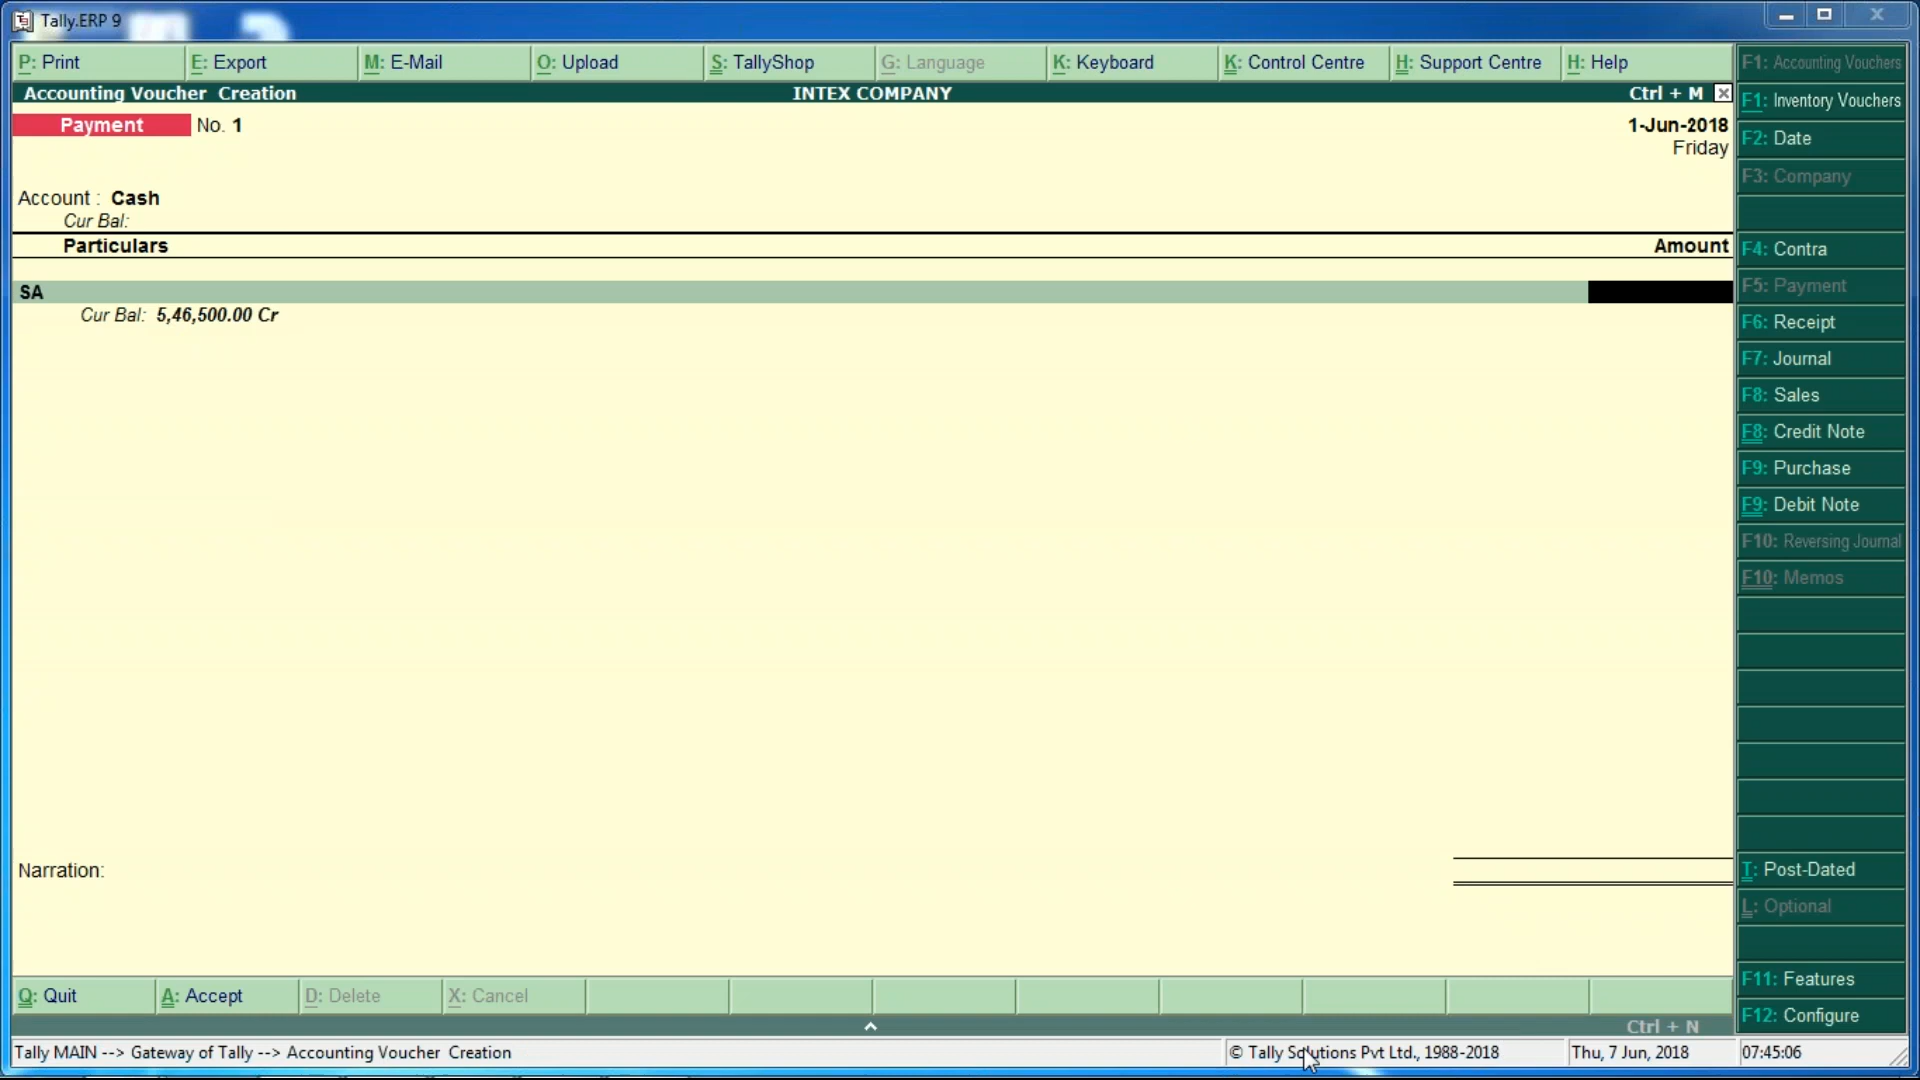 Tally.ERP 9
P: Print E: Export M: E-Mail O: Upload S: TallyShop G: Language K: Keyboard K: Control Centre H: Support Centre H: Help
Accounting Voucher Creation INTEX COMPANY Ctrl + M
Payment No. 1 1-Jun-2018
Friday
Account : Cash
Cur Bal:
Particulars Amount
SA
Cur Bal: 5,46,500.00 Cr
Narration:
F1: Accounting Vouchers
F1: Inventory Vouchers
F2: Date
F3: Company
F4: Contra
F5: Payment
F6: Receipt
F7: Journal
F8: Sales
F8: Credit Note
F9: Purchase
F9: Debit Note
F10: Reversing Journal
F10: Memos
T: Post-Dated
L: Optional
F11: Features
F12: Configure
Q: Quit A: Accept D: Delete X: Cancel
Ctrl + N
Tally MAIN --> Gateway of Tally --> Accounting Voucher Creation © Tally Solutions Pvt Ltd., 1988-2018 Thu, 7 Jun, 2018 07:45:06